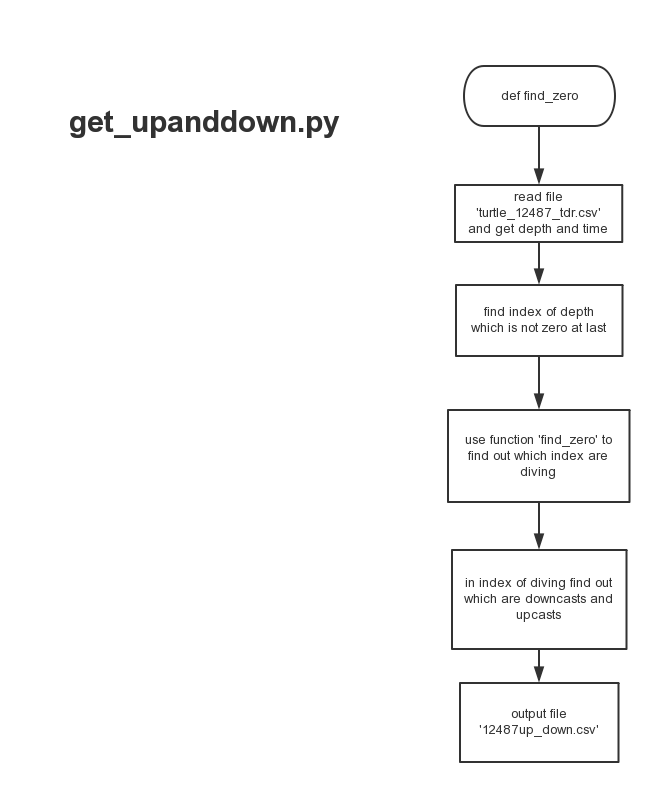 get_upanddown.py
def find_zero
read file
'turtle_12487_tdr.csv'
and get depth and time
find index of depth
which is not zero at last
use function 'find_zero' to
find out which index are
diving
in index of diving find out
which are downcasts and
upcasts
output file
'12487up_down.csv'